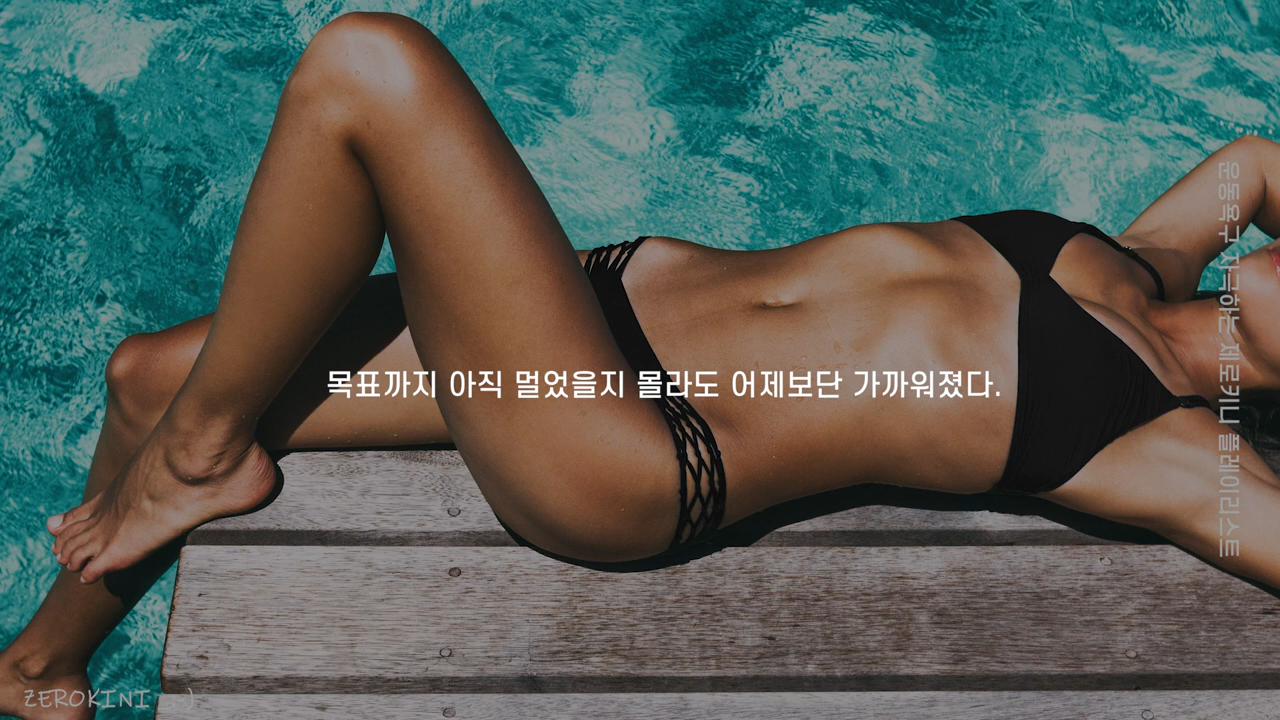 목표까지 아직 멀었을지 몰라도 어제보단 가까워졌다.
운동욕구 자극하는 제로키니 플레이리스트
ZEROKINI :-)